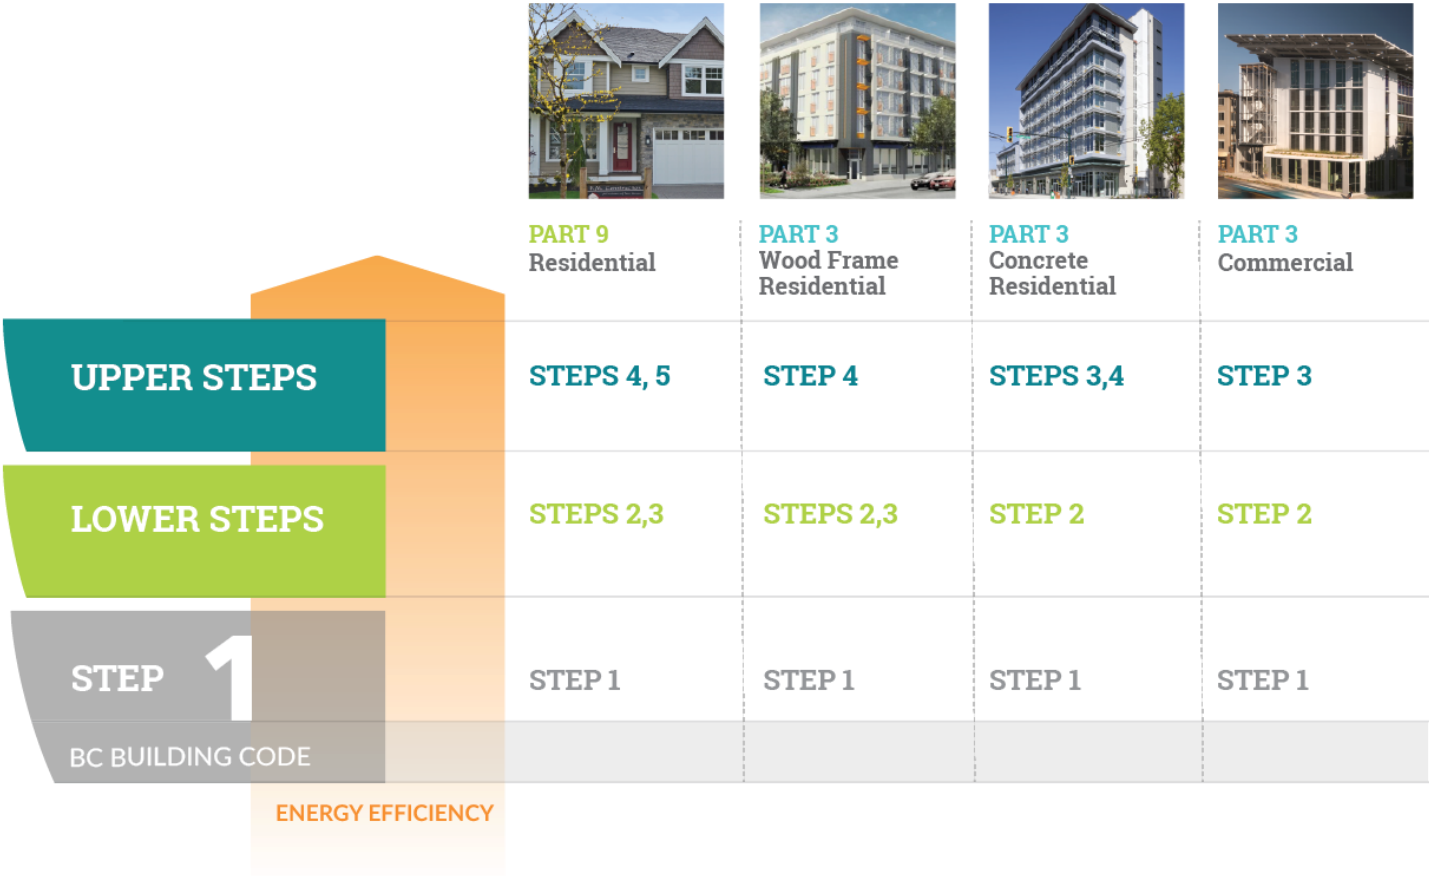 PART 9
Residential
PART 3
Wood Frame
Residential
PART 3
Concrete
Residential
PART 3
Commercial
UPPER STEPS
STEPS 4, 5
STEP 4
STEPS 3,4
STEP 3
LOWER STEPS
STEPS 2,3
STEPS 2,3
STEP 2
STEP 2
STEP 1
STEP 1
STEP 1
STEP 1
STEP 1
BC BUILDING CODE
ENERGY EFFICIENCY